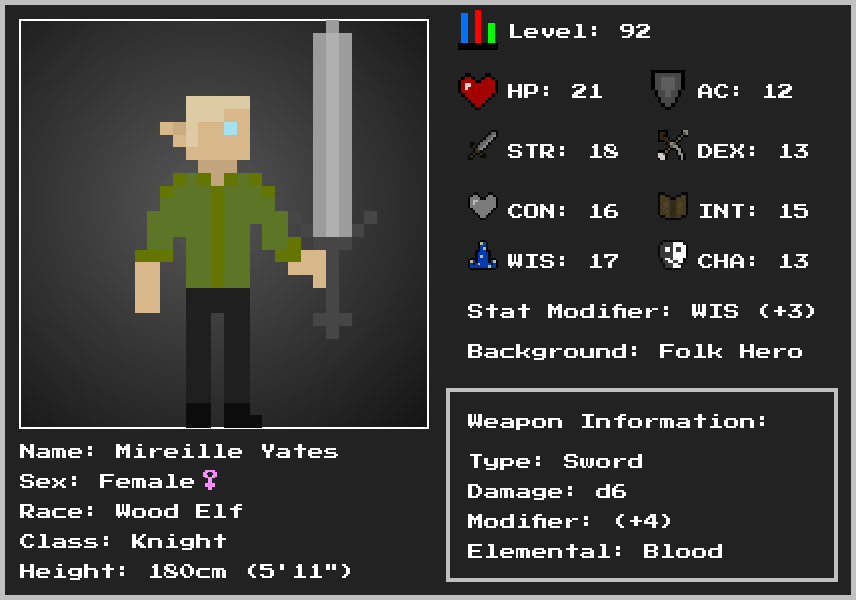 Level: 92
HP: 21 AC: 12
STR: 18 DEX: 13
CON: 16 INT: 15
WIS: 17 CHA: 13
Stat Modifier: WIS (+3)
Background: Folk Hero
Weapon Information:
Type: Sword
Damage: d6
Modifier: (+4)
Elemental: Blood
Name: Mireille Yates
Sex: Female♀
Race: Wood Elf
Class: Knight
Height: 180cm (5'11")